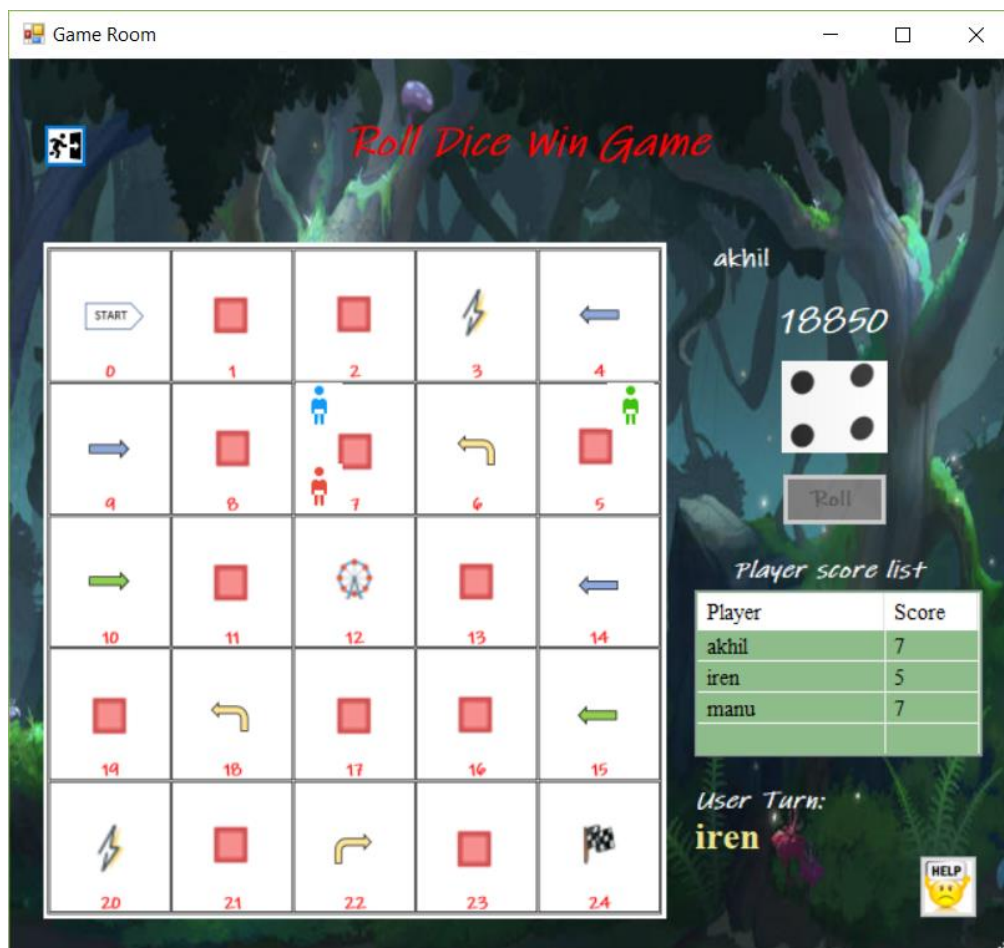 Game Room
Roll Dice Win Game
akhil
18850
START
0 1 2 3 4
9 8 7 6 5
10 11 12 13 14
19 18 17 16 15
20 21 22 23 24
Roll
Player score list
Player Score
akhil 7
iren 5
manu 7
User Turn:
iren
HELP